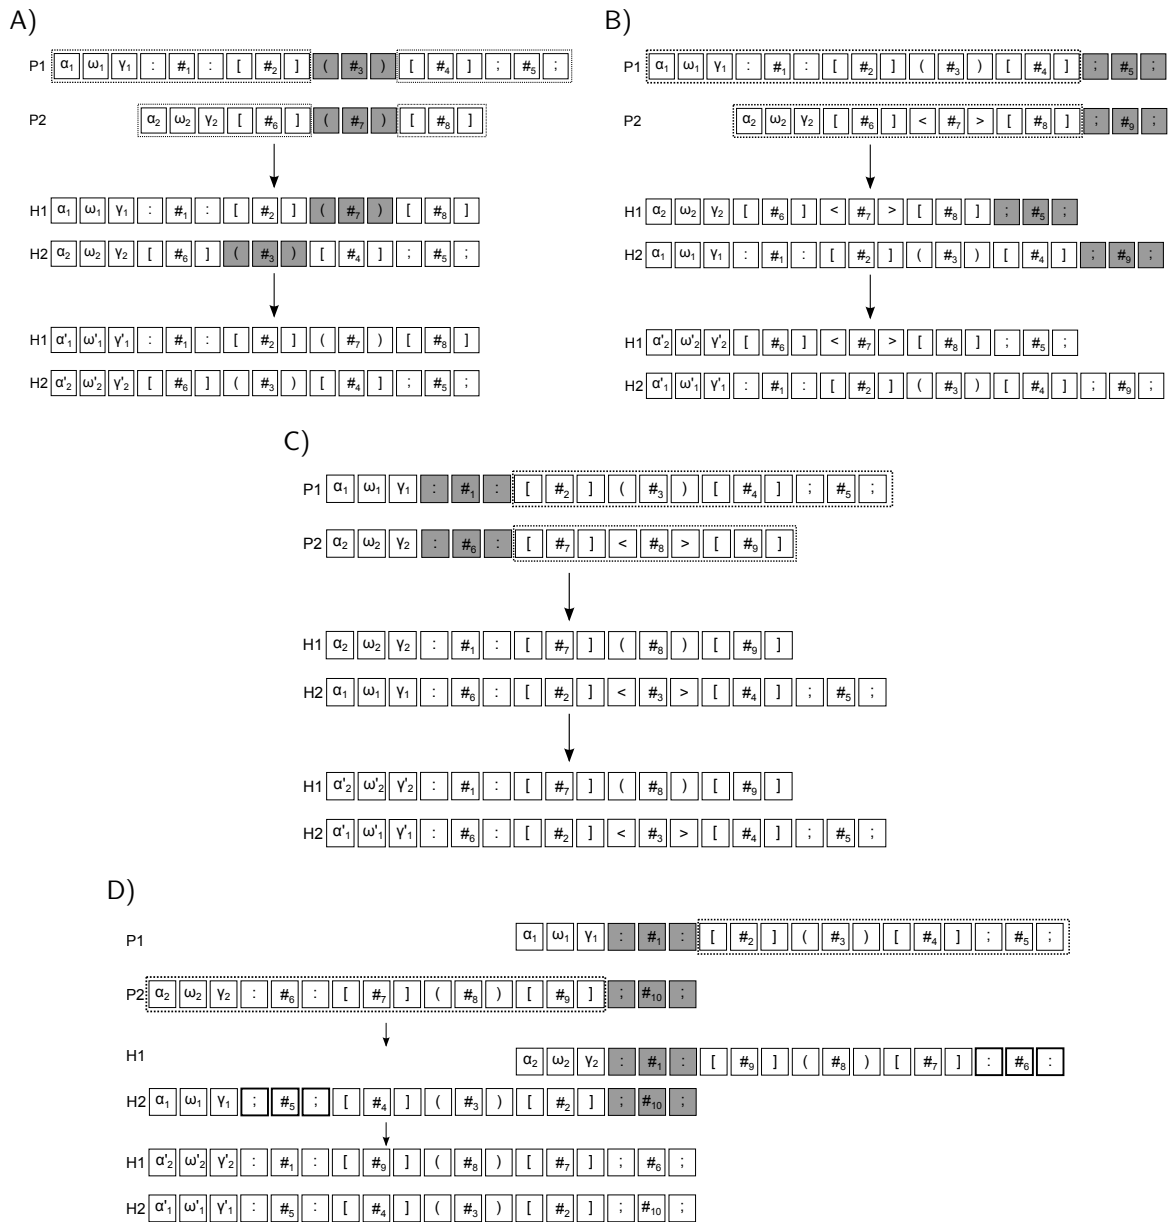 A)
P1 α₁ ω₁ γ₁ : #₁ : [ #₂ ] ( #₃ ) [ #₄ ] ; #₅ ;
P2 α₂ ω₂ γ₂ [ #₆ ] ( #₇ ) [ #₈ ]
H1 α₁ ω₁ γ₁ : #₁ : [ #₂ ] ( #₇ ) [ #₈ ]
H2 α₂ ω₂ γ₂ [ #₆ ] ( #₃ ) [ #₄ ] ; #₅ ;
H1 α'₁ ω'₁ γ'₁ : #₁ : [ #₂ ] ( #₇ ) [ #₈ ]
H2 α'₂ ω'₂ γ'₂ [ #₆ ] ( #₃ ) [ #₄ ] ; #₅ ;
B)
P1 α₁ ω₁ γ₁ : #₁ : [ #₂ ] ( #₃ ) [ #₄ ] ; #₅ ;
P2 α₂ ω₂ γ₂ [ #₆ ] < #₇ > [ #₈ ] ; #₉ ;
H1 α₂ ω₂ γ₂ [ #₆ ] < #₇ > [ #₈ ] ; #₅ ;
H2 α₁ ω₁ γ₁ : #₁ : [ #₂ ] ( #₃ ) [ #₄ ] ; #₉ ;
H1 α'₂ ω'₂ γ'₂ [ #₆ ] < #₇ > [ #₈ ] ; #₅ ;
H2 α'₁ ω'₁ γ'₁ : #₁ : [ #₂ ] ( #₃ ) [ #₄ ] ; #₉ ;
C)
P1 α₁ ω₁ γ₁ : #₁ : [ #₂ ] ( #₃ ) [ #₄ ] ; #₅ ;
P2 α₂ ω₂ γ₂ : #₆ : [ #₇ ] < #₈ > [ #₉ ]
H1 α₂ ω₂ γ₂ : #₁ : [ #₇ ] ( #₈ ) [ #₉ ]
H2 α₁ ω₁ γ₁ : #₆ : [ #₂ ] < #₃ > [ #₄ ] ; #₅ ;
H1 α'₂ ω'₂ γ'₂ : #₁ : [ #₇ ] ( #₈ ) [ #₉ ]
H2 α'₁ ω'₁ γ'₁ : #₆ : [ #₂ ] < #₃ > [ #₄ ] ; #₅ ;
D)
P1 α₁ ω₁ γ₁ : #₁ : [ #₂ ] ( #₃ ) [ #₄ ] ; #₅ ;
P2 α₂ ω₂ γ₂ : #₆ : [ #₇ ] ( #₈ ) [ #₉ ] ; #₁₀ ;
H1 α₂ ω₂ γ₂ : #₁ : [ #₉ ] ( #₈ ) [ #₇ ] : #₆ :
H2 α₁ ω₁ γ₁ ; #₅ ; [ #₄ ] ( #₃ ) [ #₂ ] ; #₁₀ ;
H1 α'₂ ω'₂ γ'₂ : #₁ : [ #₉ ] ( #₈ ) [ #₇ ] ; #₆ ;
H2 α'₁ ω'₁ γ'₁ : #₅ : [ #₄ ] ( #₃ ) [ #₂ ] ; #₁₀ ;